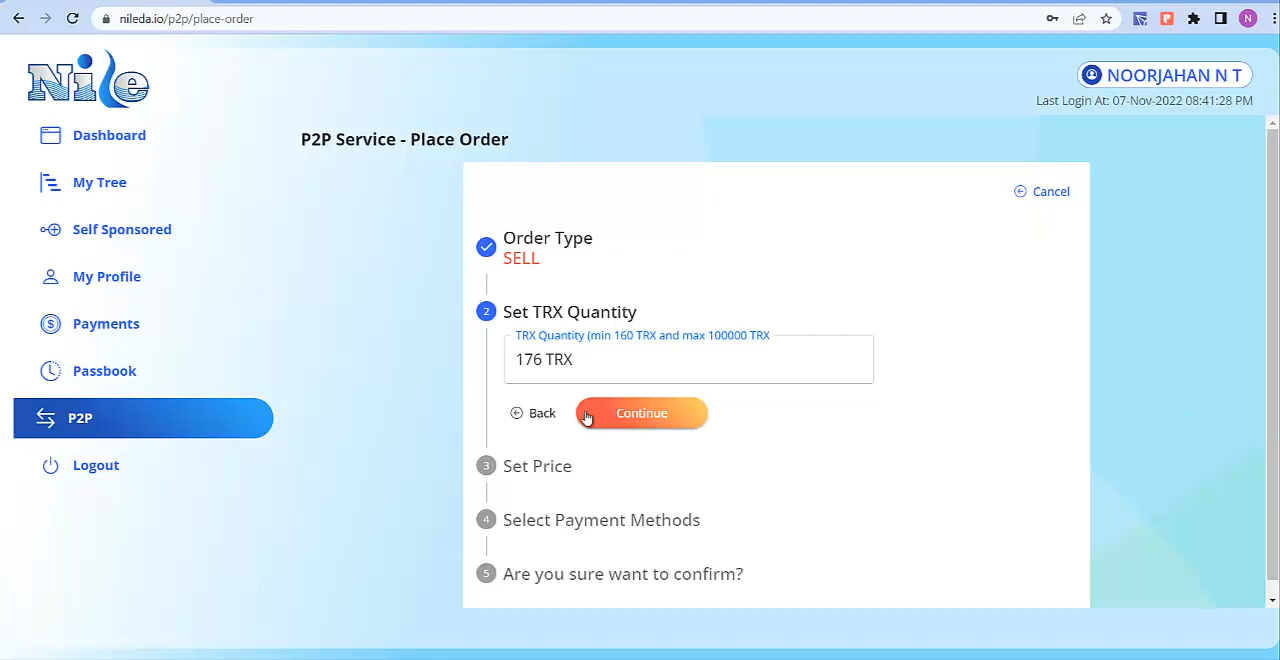 nileda.io/p2p/place-order
N
Nile
NOORJAHAN N T
Last Login At: 07-Nov-2022 08:41:28 PM
Dashboard
My Tree
Self Sponsored
My Profile
Payments
Passbook
P2P
Logout
P2P Service - Place Order
Cancel
Order Type
SELL
2 Set TRX Quantity
TRX Quantity (min 160 TRX and max 100000 TRX
176 TRX
Back
Continue
3 Set Price
4 Select Payment Methods
5 Are you sure want to confirm?